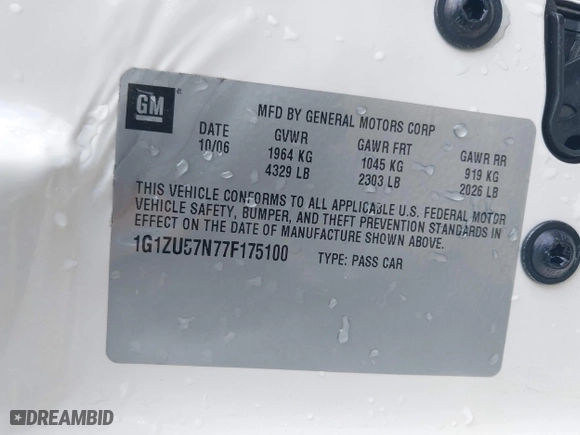 GM
MFD BY GENERAL MOTORS CORP
DATE GVWR GAWR FRT GAWR RR
10/06 1964 KG 1045 KG 919 KG
4329 LB 2303 LB 2026 LB
THIS VEHICLE CONFORMS TO ALL APPLICABLE U.S. FEDERAL MOTOR
VEHICLE SAFETY, BUMPER, AND THEFT PREVENTION STANDARDS IN
EFFECT ON THE DATE OF MANUFACTURE SHOWN ABOVE.
1G1ZU57N77F175100 TYPE: PASS CAR
DREAMBID